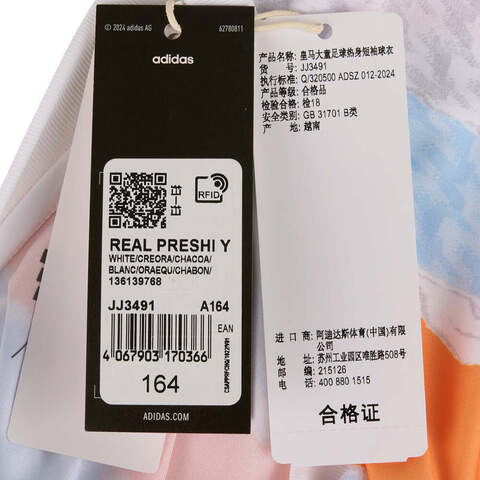 © 2024 adidas AG
62780811
adidas
RFID
REAL PRESHI Y
WHITE/CREORA/CHACOA/
BLANC/ORAEQU/CHABON/
136139768
JJ3491 A164
EAN
4 067903 170366
164
ADIDAS.COM
产品名称: 皇马大童足球热身短袖球衣
货 号: JJ3491
执行标准: Q/320500 ADSZ 012-2024
产品等级: 合格品
检验合格: 检18
安全类别: GB 31701 B类
产 地: 越南
进 口 商: 阿迪达斯体育(中国)有限
公司
地址: 苏州工业园区唯胜路508号
邮编: 215126
电话: 400 880 1515
合格证